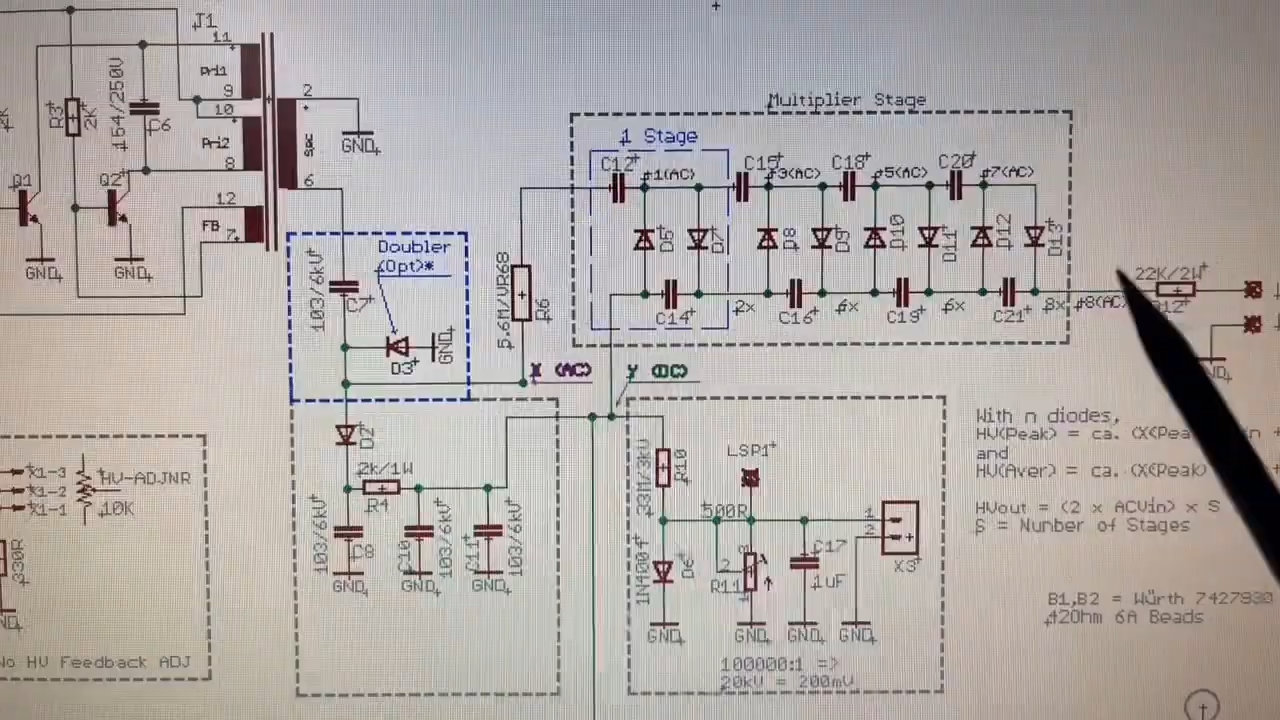 J1
11
Pri1
9
10
Pri2
8
12
FB
7
2
Sec
6
GND
R3
2K
154/250V
C6
Q1
Q2
GND
GND
Doubler
(Opt)*
103/6kV
C7
D3
GND
5.6M/VR68
R6
Multiplier Stage
1 Stage
C12
1(AC)
C15
3(AC)
C18
5(AC)
C20
7(AC)
D5
D7
D8
D9
D10
D11
D12
D13
C14
2x
C16
6x
C19
6x
C21
8x
8(AC)
22K/2W
X (AC)
Y (DC)
D2
2k/1W
R4
103/6kV
C8
C10
103/6kV
C11
103/6kV
GND
GND
GND
33M/3kV
R10
LSP1
500R
1
2
X3
D6
2
R11
C17
1uF
GND
GND
GND
GND
100000:1 =>
20kV = 200mV
With n diodes,
HV(Peak) = ca. (X(Pea
and
HV(Aver) = ca. (X(Peak)
HVout = (2 x ACVin) x S
S = Number of Stages
B1,B2 = Würth 7427930
420hm 6A Beads
X1-3
X1-2
X1-1
HV-ADJNR
10K
330R
No HV Feedback ADJ